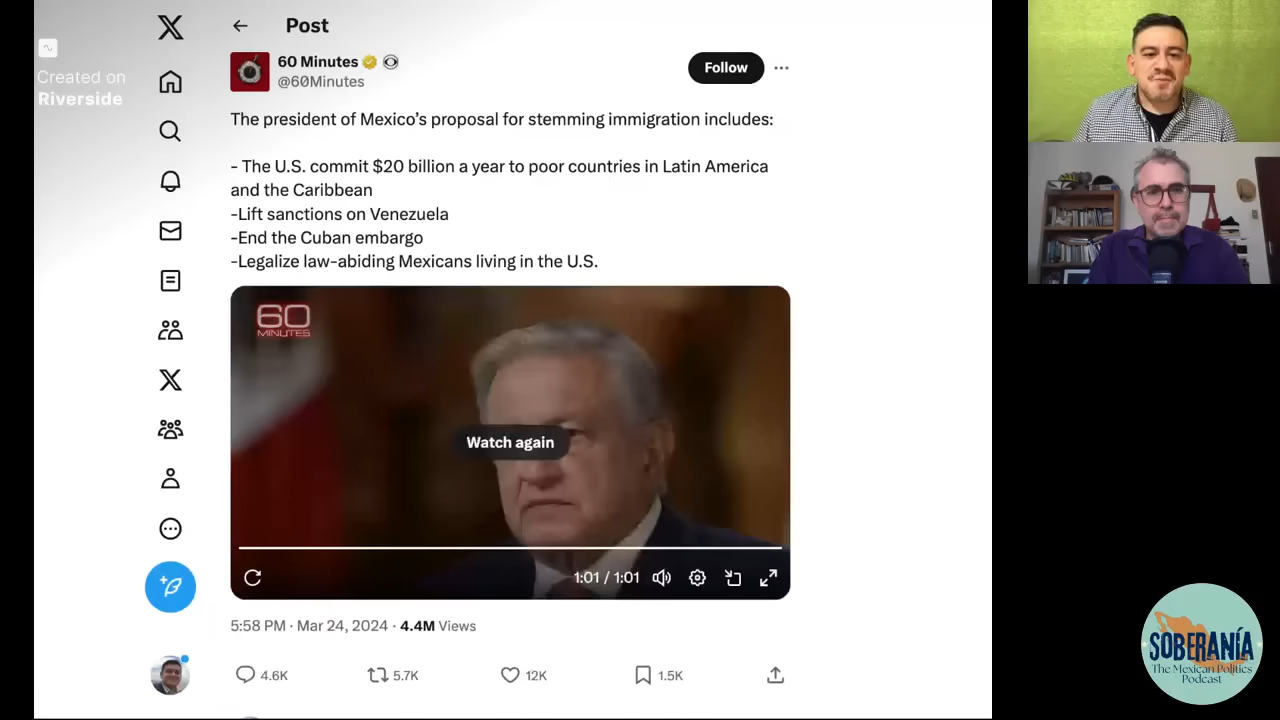 Created on
Riverside
Post
60 Minutes
@60Minutes
Follow
The president of Mexico’s proposal for stemming immigration includes:
- The U.S. commit $20 billion a year to poor countries in Latin America
and the Caribbean
-Lift sanctions on Venezuela
-End the Cuban embargo
-Legalize law-abiding Mexicans living in the U.S.
60
MINUTES
Watch again
1:01 / 1:01
5:58 PM · Mar 24, 2024 · 4.4M Views
4.6K
5.7K
12K
1.5K
SOBERANÍA
The Mexican Politics
Podcast